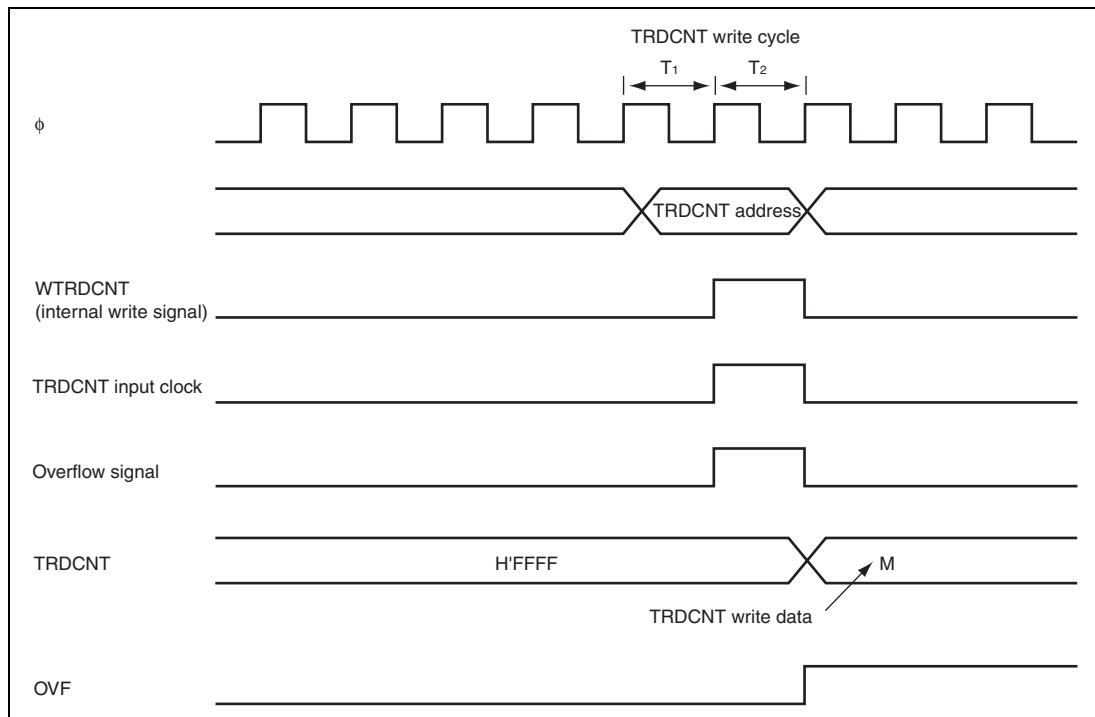 TRDCNT write cycle
T1 T2
ϕ
TRDCNT address
WTRDCNT
(internal write signal)
TRDCNT input clock
Overflow signal
TRDCNT H'FFFF M
TRDCNT write data
OVF